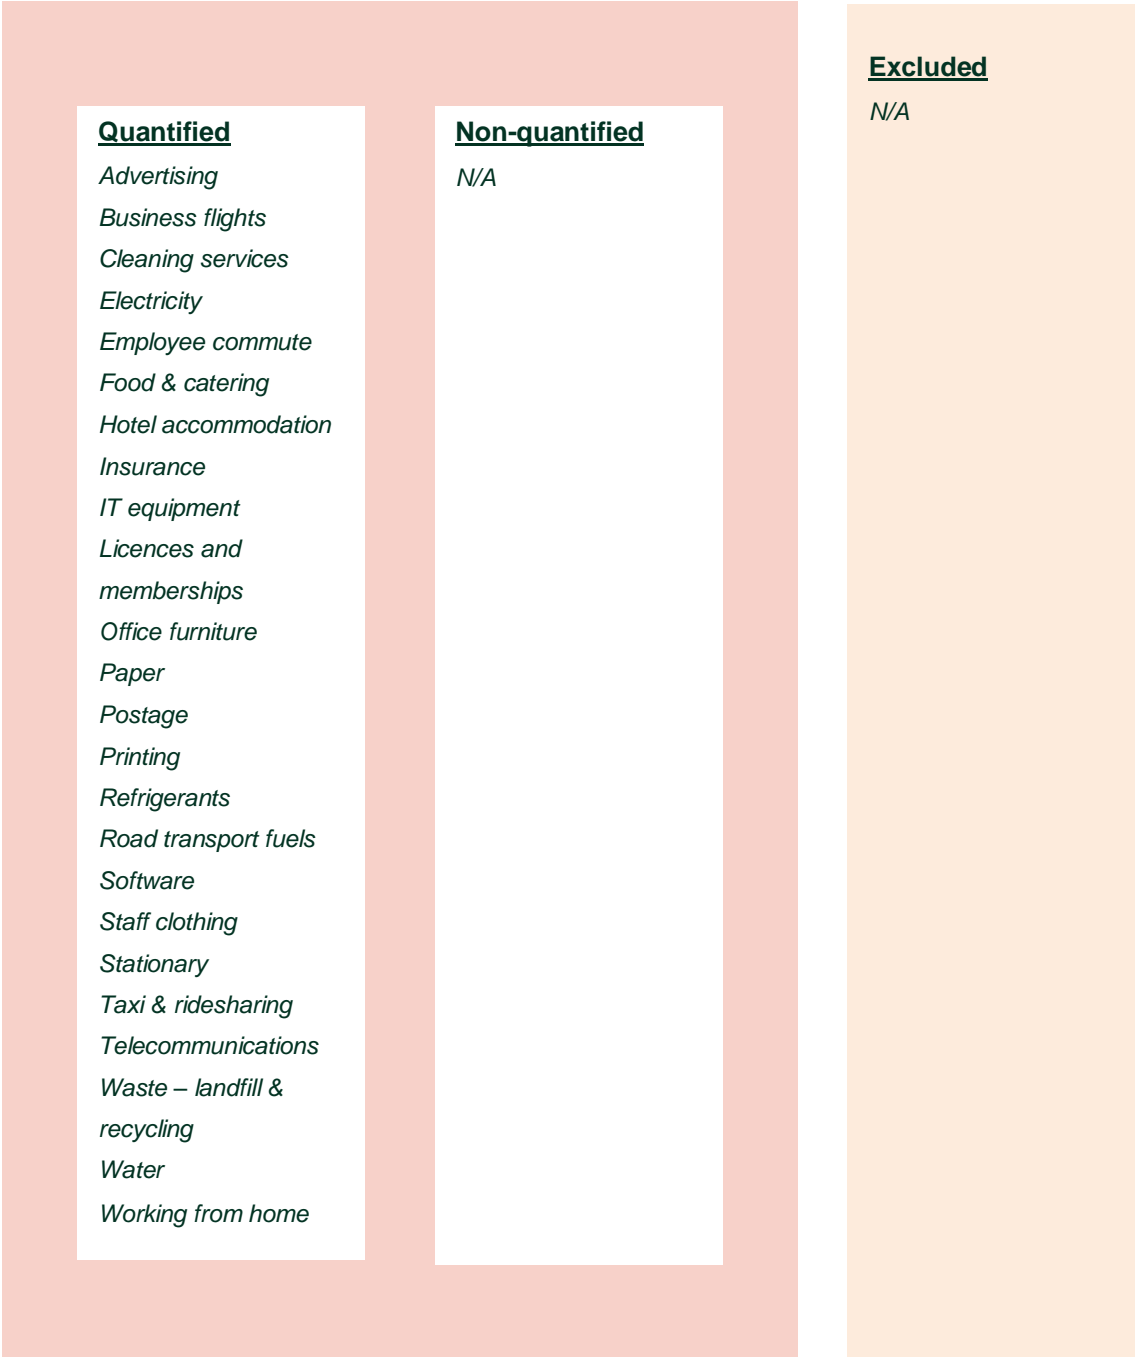 Quantified
Advertising
Business flights
Cleaning services
Electricity
Employee commute
Food & catering
Hotel accommodation
Insurance
IT equipment
Licences and
memberships
Office furniture
Paper
Postage
Printing
Refrigerants
Road transport fuels
Software
Staff clothing
Stationary
Taxi & ridesharing
Telecommunications
Waste – landfill &
recycling
Water
Working from home
Non-quantified
N/A
Excluded
N/A